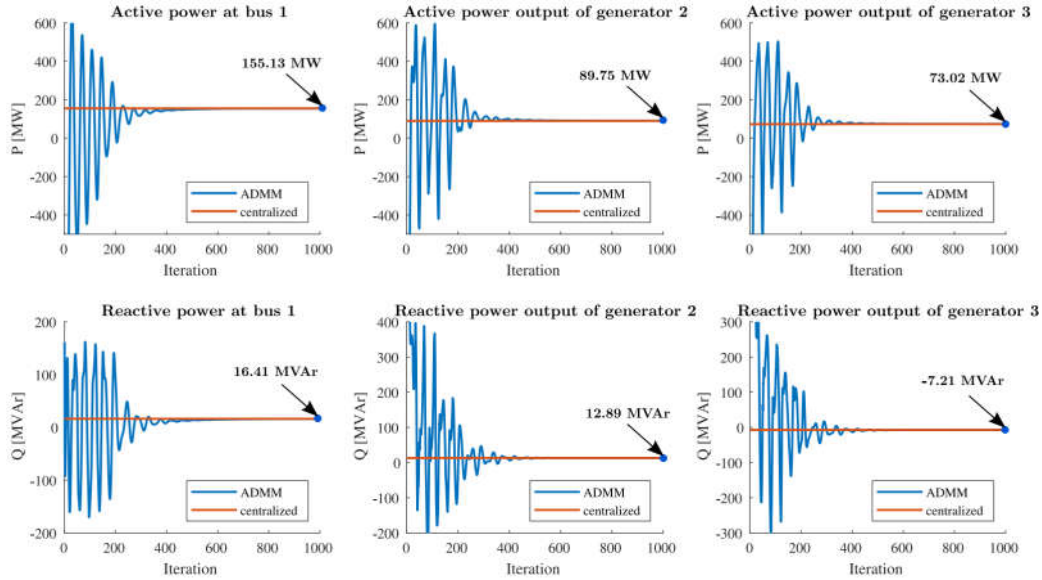 Active power at bus 1
600
400
200
0
-200
-400
P [MW]
155.13 MW
ADMM
centralized
0 200 400 600 800 1000
Iteration
Active power output of generator 2
600
400
200
0
-200
-400
P [MW]
89.75 MW
ADMM
centralized
0 200 400 600 800 1000
Iteration
Active power output of generator 3
600
400
200
0
-200
-400
P [MW]
73.02 MW
ADMM
centralized
0 200 400 600 800 1000
Iteration
Reactive power at bus 1
200
100
0
-100
-200
Q [MVAr]
16.41 MVAr
ADMM
centralized
0 200 400 600 800 1000
Iteration
Reactive power output of generator 2
400
300
200
100
0
-100
-200
Q [MVAr]
12.89 MVAr
ADMM
centralized
0 200 400 600 800 1000
Iteration
Reactive power output of generator 3
300
200
100
0
-100
-200
-300
Q [MVAr]
-7.21 MVAr
ADMM
centralized
0 200 400 600 800 1000
Iteration